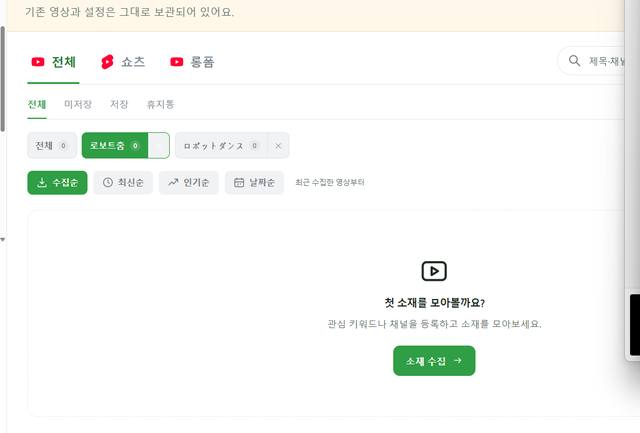 기존 영상과 설정은 그대로 보관되어 있어요.
전체 쇼츠 롱폼
제목·채널
전체 미저장 저장 휴지통
전체 0 로보트춤 0 ロボットダンス 0 ×
수집순 최신순 인기순 날짜순 최근 수집한 영상부터
첫 소재를 모아볼까요?
관심 키워드나 채널을 등록하고 소재를 모아보세요.
소재 수집 →